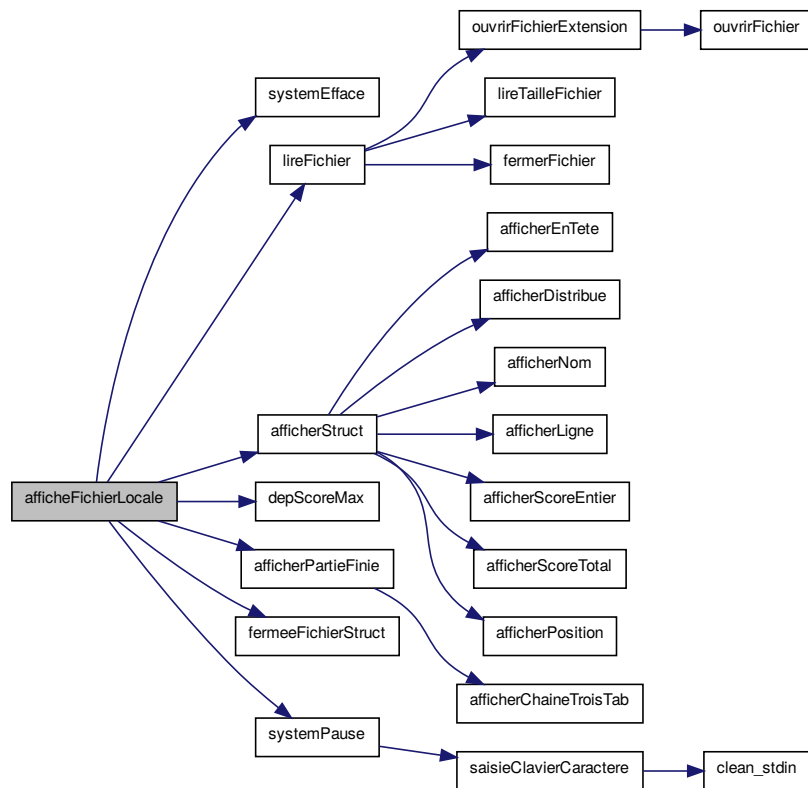 ouvrirFichierExtension
ouvrirFichier
systemEfface
lireTailleFichier
lireFichier
fermerFichier
afficherEnTete
afficherDistribue
afficherNom
afficherStruct
afficherLigne
afficheFichierLocale
depScoreMax
afficherScoreEntier
afficherPartieFinie
afficherScoreTotal
fermeeFichierStruct
afficherPosition
afficherChaineTroisTab
systemPause
saisieClavierCaractere
clean_stdin